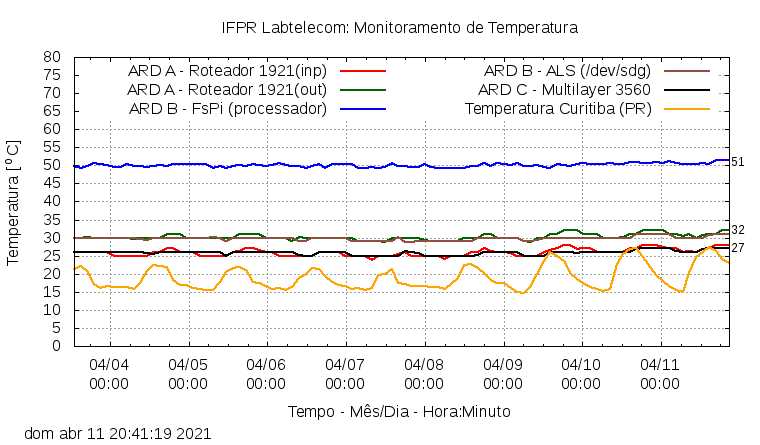 IFPR Labtelecom: Monitoramento de Temperatura
Temperatura [ ºC]
80
75
70
65
60
55
50
45
40
35
30
25
20
15
10
5
0
ARD A - Roteador 1921(inp)
ARD A - Roteador 1921(out)
ARD B - FsPi (processador)
ARD B - ALS (/dev/sdg)
ARD C - Multilayer 3560
Temperatura Curitiba (PR)
51
32
27
04/04 04/05 04/06 04/07 04/08 04/09 04/10 04/11
00:00 00:00 00:00 00:00 00:00 00:00 00:00 00:00
Tempo - Mês/Dia - Hora:Minuto
dom abr 11 20:41:19 2021